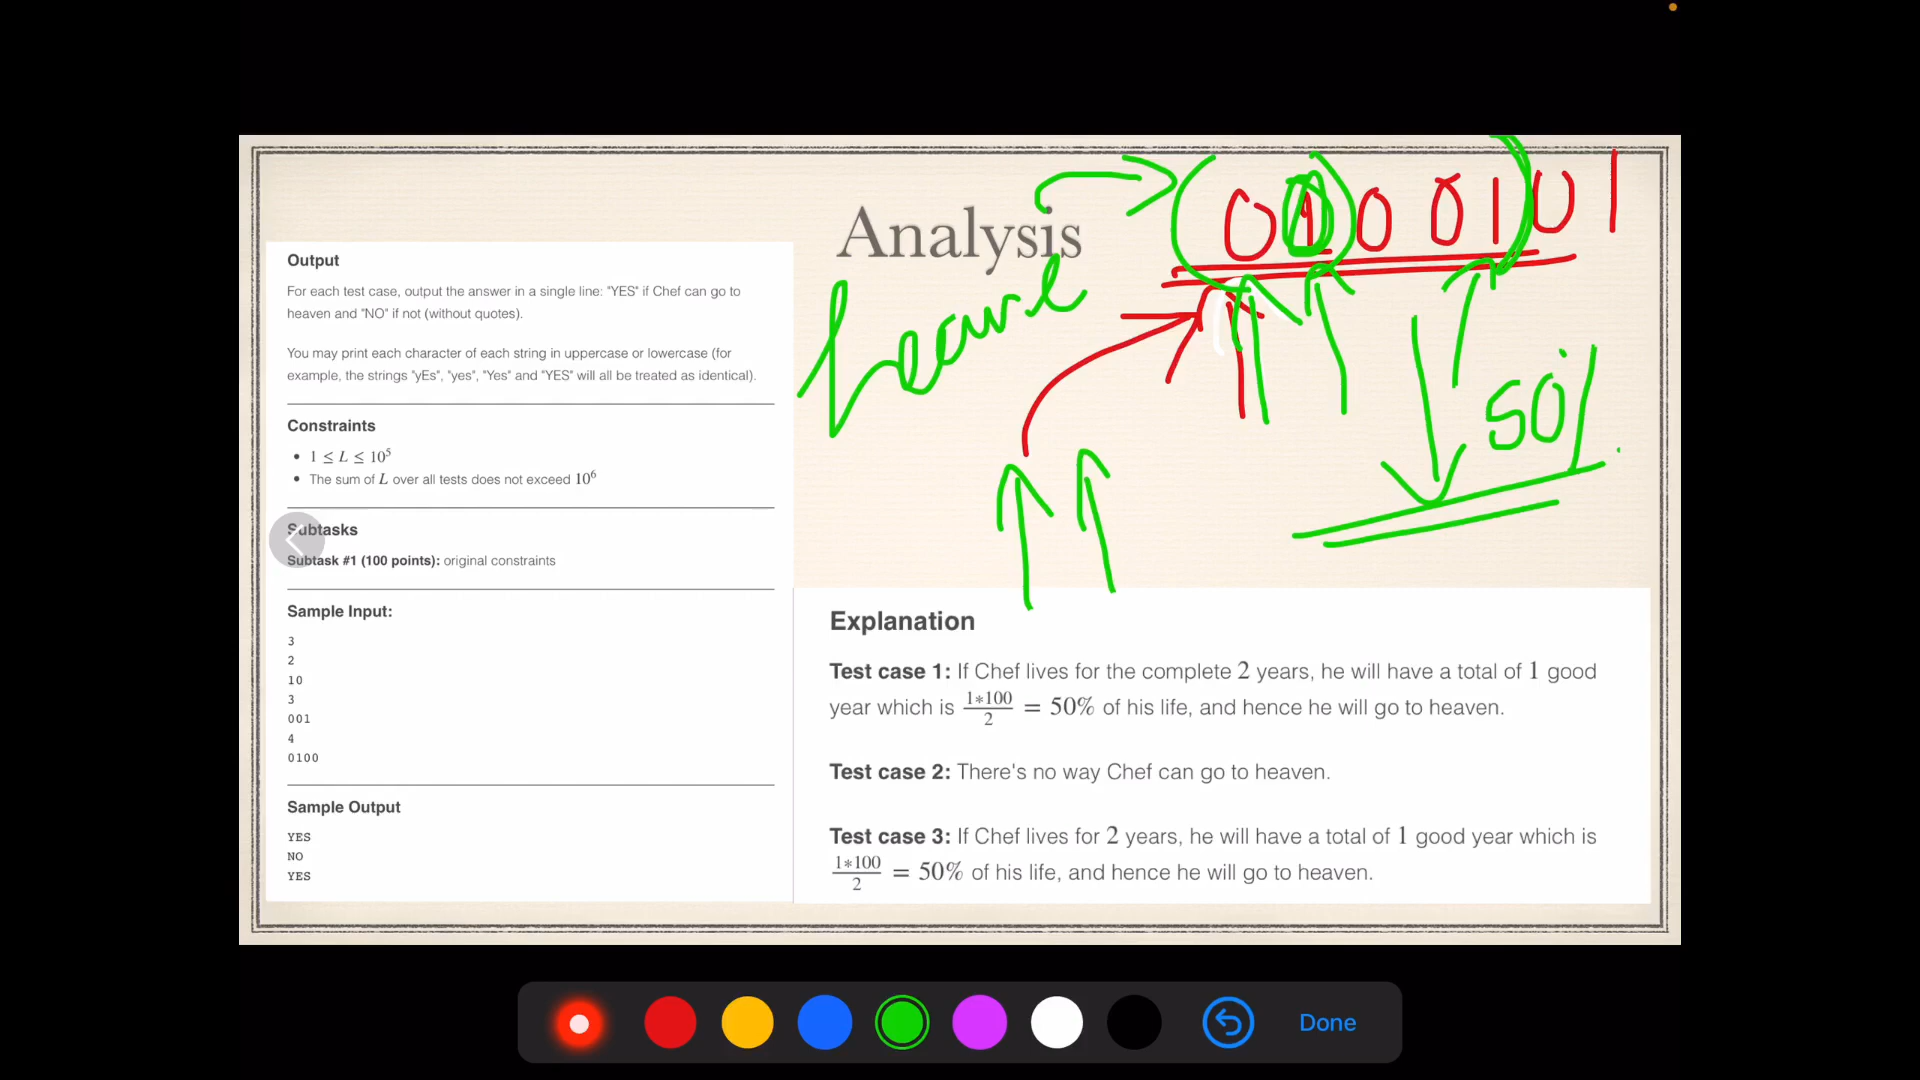 Analysis
0 1 0 0 1 0 1
Output
For each test case, output the answer in a single line: "YES" if Chef can go to
heaven and "NO" if not (without quotes).
You may print each character of each string in uppercase or lowercase (for
example, the strings "yEs", "yes", "Yes" and "YES" will all be treated as identical).
Constraints
• 1 ≤ L ≤ 10⁵
• The sum of L over all tests does not exceed 10⁶
Subtasks
Subtask #1 (100 points): original constraints
Sample Input:
3
2
10
3
001
4
0100
Sample Output
YES
NO
YES
50%
Explanation
Test case 1: If Chef lives for the complete 2 years, he will have a total of 1 good
year which is 1*100/2 = 50% of his life, and hence he will go to heaven.
Test case 2: There's no way Chef can go to heaven.
Test case 3: If Chef lives for 2 years, he will have a total of 1 good year which is
1*100/2 = 50% of his life, and hence he will go to heaven.
Done